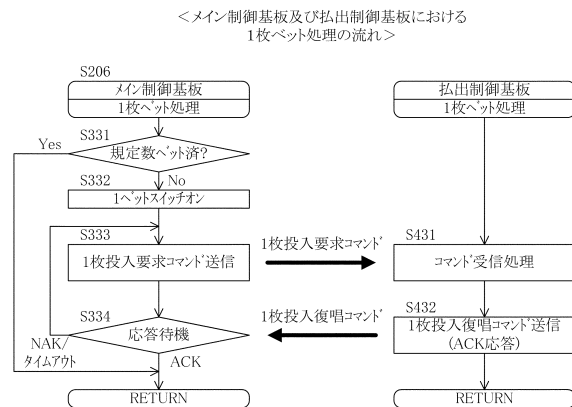 ＜メイン制御基板及び払出制御基板における
1枚ベット処理の流れ＞
S206
メイン制御基板
1枚ベット処理
払出制御基板
1枚ベット処理
S331
Yes
規定数ベット済?
No
S332
1ベットスイッチオン
S333
1枚投入要求コマンド送信
1枚投入要求コマンド
S431
コマンド受信処理
S334
応答待機
1枚投入復唱コマンド
S432
1枚投入復唱コマンド送信
(ACK応答)
NAK/
タイムアウト
ACK
RETURN
RETURN